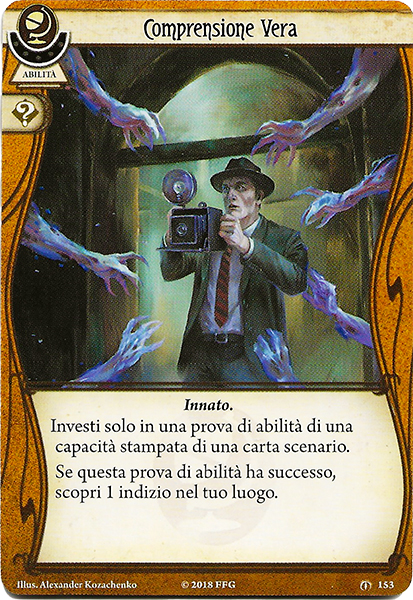 Comprensione Vera
ABILITÀ
Innato.
Investi solo in una prova di abilità di una
capacità stampata di una carta scenario.
Se questa prova di abilità ha successo,
scopri 1 indizio nel tuo luogo.
Illus. Alexander Kozachenko © 2018 FFG 153